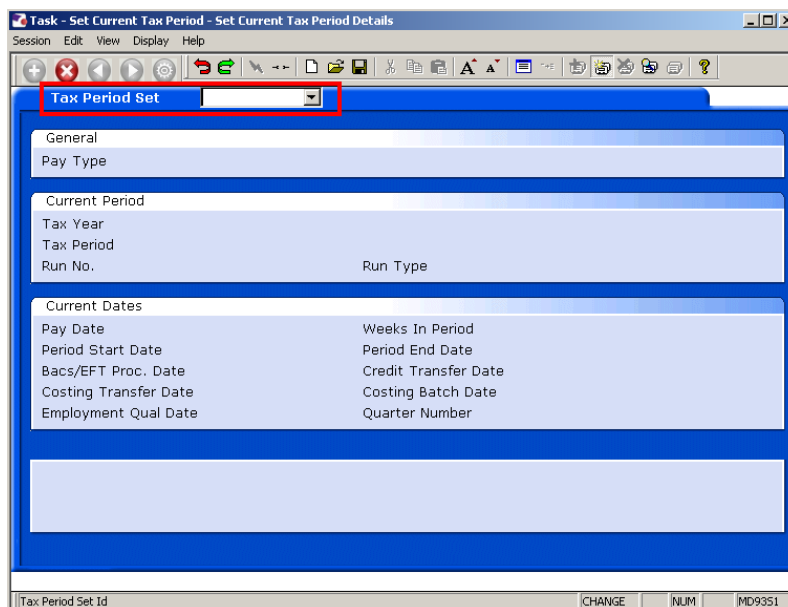 Task - Set Current Tax Period - Set Current Tax Period Details
Session Edit View Display Help
Tax Period Set
General
Pay Type
Current Period
Tax Year
Tax Period
Run No. Run Type
Current Dates
Pay Date Weeks In Period
Period Start Date Period End Date
Bacs/EFT Proc. Date Credit Transfer Date
Costing Transfer Date Costing Batch Date
Employment Qual Date Quarter Number
Tax Period Set Id CHANGE NUM MD93S1